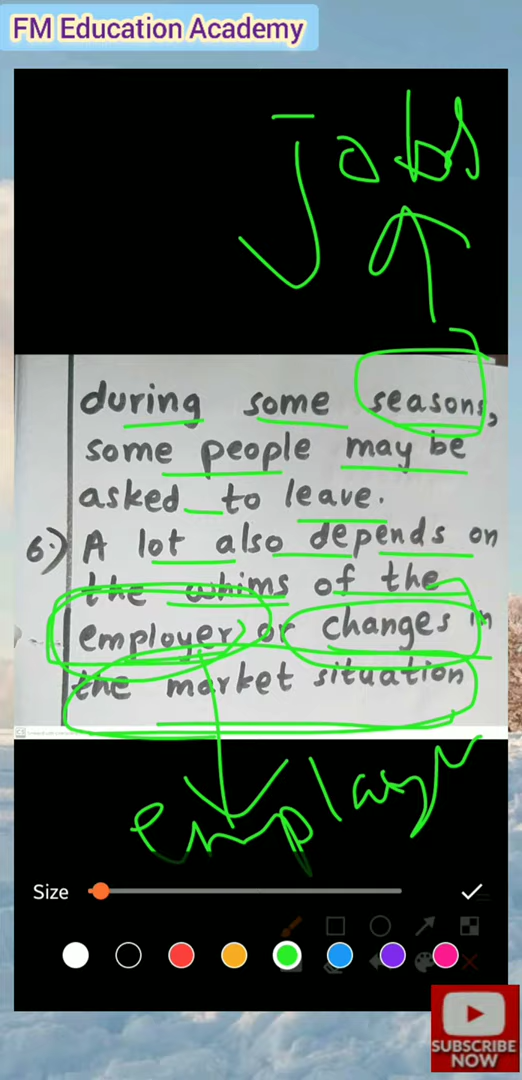 FM Education Academy
Jobs
during some seasons,
some people may be
asked to leave.
6.) A lot also depends on
the whims of the
employer or changes in
the market situation
Size
SUBSCRIBE
NOW